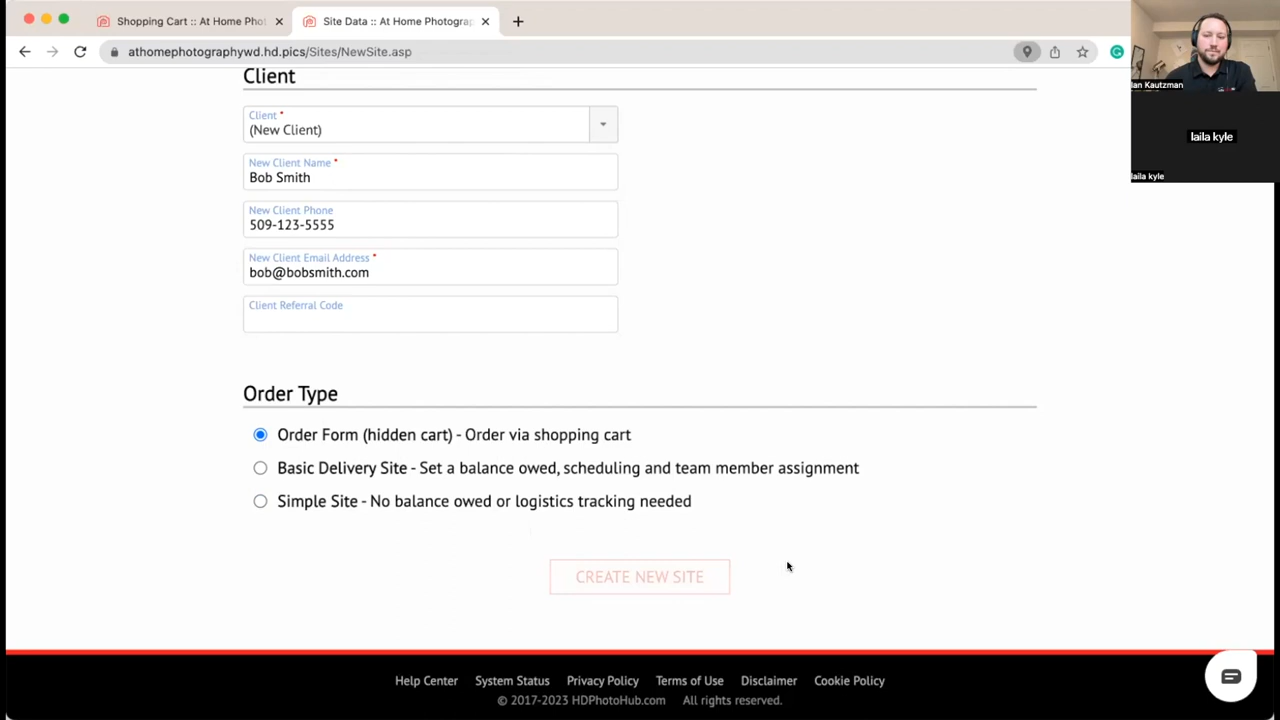 Shopping Cart :: At Home Phot
Site Data :: At Home Photograp
athomephotographywd.hd.pics/Sites/NewSite.asp
Ian Kautzman
laila kyle
laila kyle
Client
Client *
(New Client)
New Client Name *
Bob Smith
New Client Phone
509-123-5555
New Client Email Address *
bob@bobsmith.com
Client Referral Code
Order Type
Order Form (hidden cart) - Order via shopping cart
Basic Delivery Site - Set a balance owed, scheduling and team member assignment
Simple Site - No balance owed or logistics tracking needed
CREATE NEW SITE
Help Center System Status Privacy Policy Terms of Use Disclaimer Cookie Policy
© 2017-2023 HDPhotoHub.com All rights reserved.